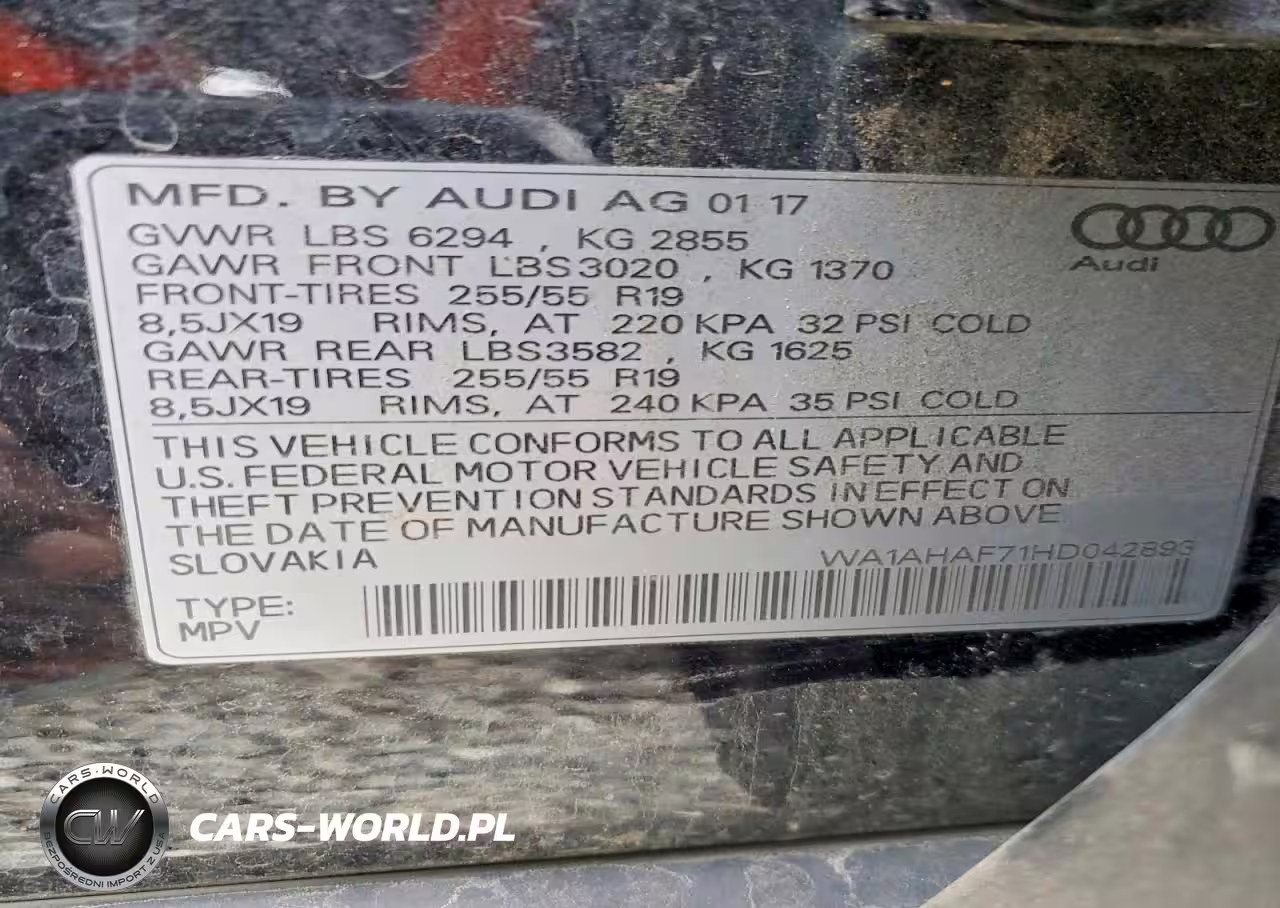 MFD. BY AUDI AG 01 17
GVWR LBS 6294 , KG 2855
GAWR FRONT LBS3020 , KG 1370
FRONT-TIRES 255/55 R19
8,5JX19 RIMS, AT 220 KPA 32 PSI COLD
GAWR REAR LBS3582 , KG 1625
REAR-TIRES 255/55 R19
8,5JX19 RIMS, AT 240 KPA 35 PSI COLD
Audi
THIS VEHICLE CONFORMS TO ALL APPLICABLE
U.S. FEDERAL MOTOR VEHICLE SAFETY AND
THEFT PREVENTION STANDARDS IN EFFECT ON
THE DATE OF MANUFACTURE SHOWN ABOVE
SLOVAKIA WA1AHAF71HD042893
TYPE:
MPV
CARS-WORLD
CW
BEZPOŚREDNI IMPORT Z USA
CARS-WORLD.PL